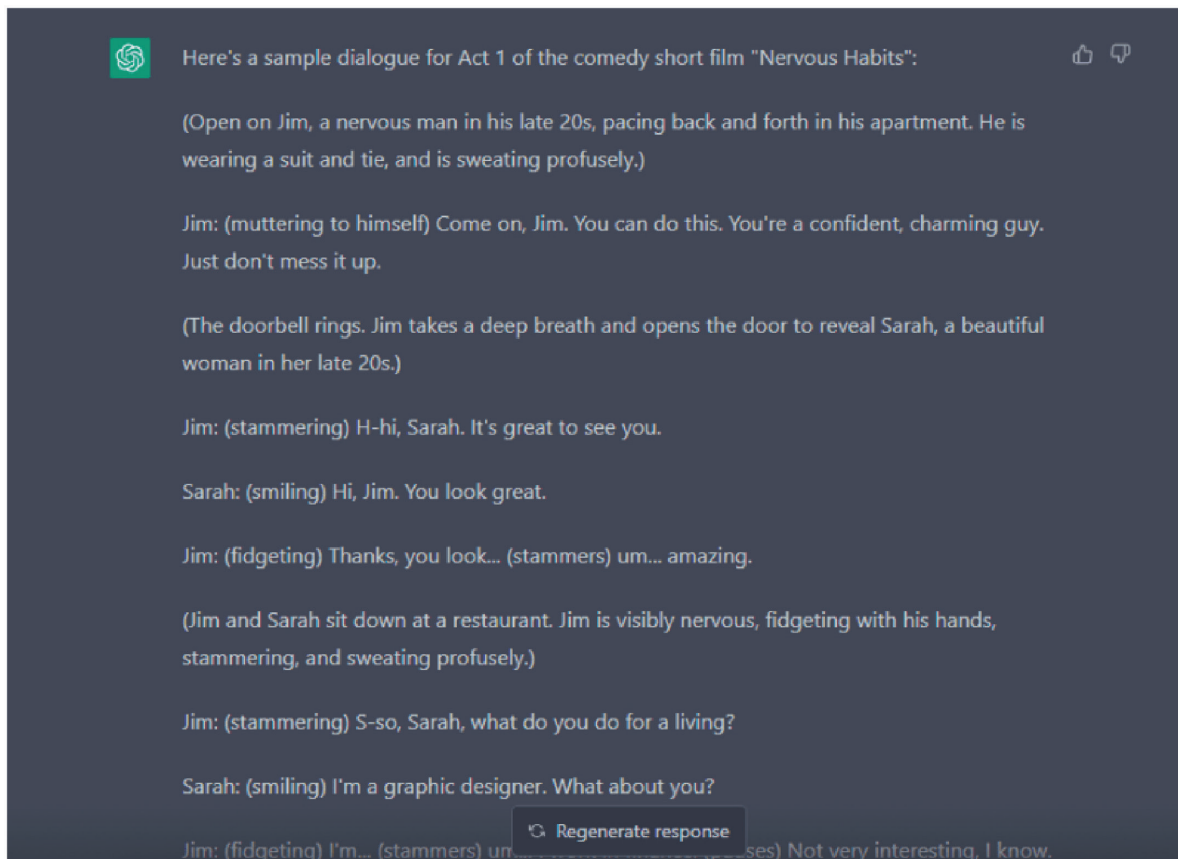 Here's a sample dialogue for Act 1 of the comedy short film "Nervous Habits":
(Open on Jim, a nervous man in his late 20s, pacing back and forth in his apartment. He is
wearing a suit and tie, and is sweating profusely.)
Jim: (muttering to himself) Come on, Jim. You can do this. You're a confident, charming guy.
Just don't mess it up.
(The doorbell rings. Jim takes a deep breath and opens the door to reveal Sarah, a beautiful
woman in her late 20s.)
Jim: (stammering) H-hi, Sarah. It's great to see you.
Sarah: (smiling) Hi, Jim. You look great.
Jim: (fidgeting) Thanks, you look... (stammers) um... amazing.
(Jim and Sarah sit down at a restaurant. Jim is visibly nervous, fidgeting with his hands,
stammering, and sweating profusely.)
Jim: (stammering) S-so, Sarah, what do you do for a living?
Sarah: (smiling) I'm a graphic designer. What about you?
Regenerate response
Jim: (fidgeting) I'm... (stammers) Not very interesting, I know.